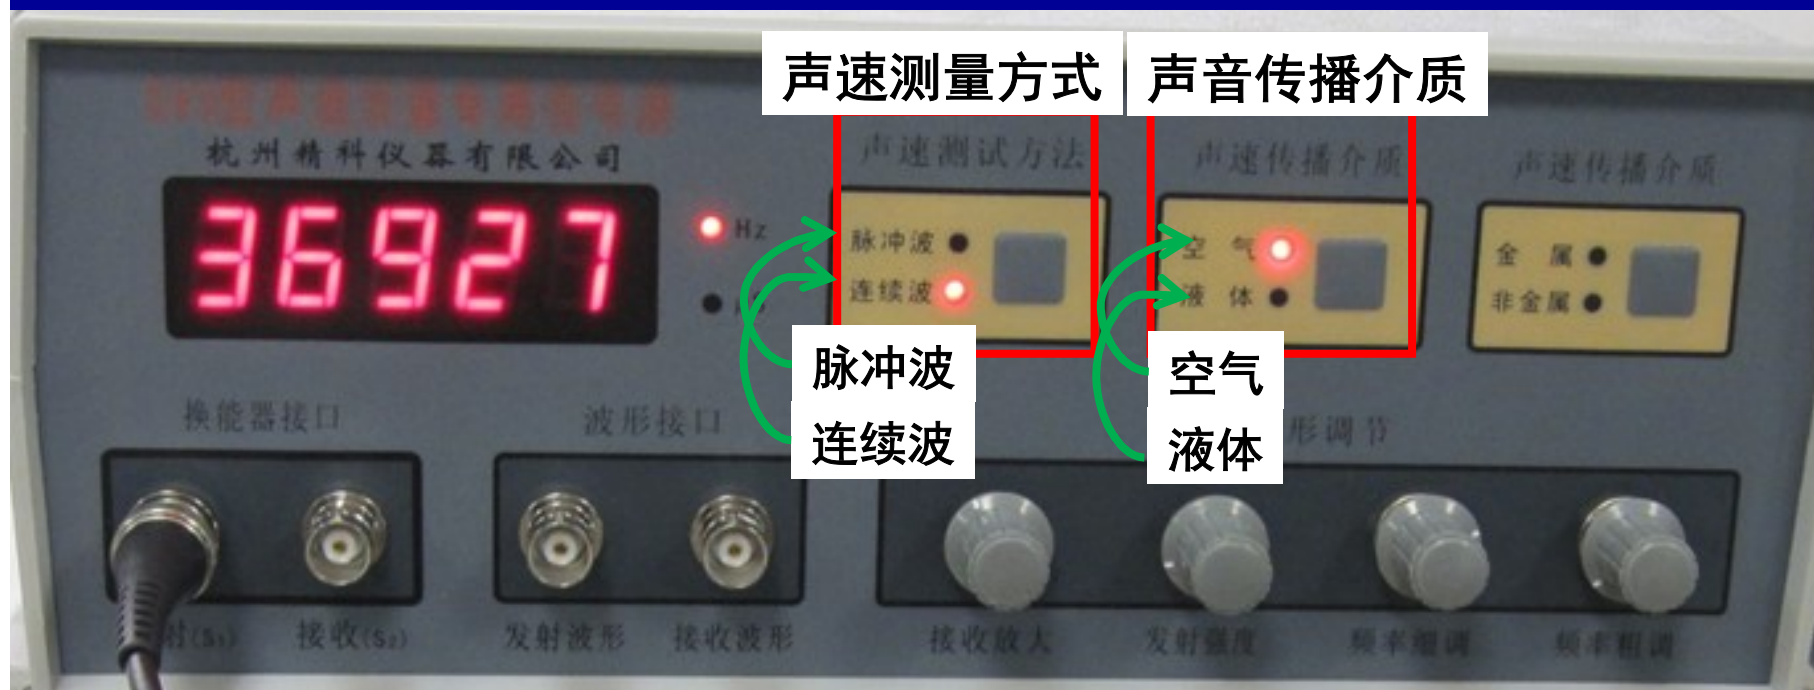 声速测量方式
声音传播介质
杭州精科仪器有限公司
声速测试方法
声速传播介质
声速传播介质
36927
Hz
脉冲波
连续波
空气
液体
金属
非金属
脉冲波
连续波
空气
液体
换能器接口
波形接口
形调节
射(S₁)
接收(S₂)
发射波形
接收波形
接收放大
发射强度
频率细调
频率粗调